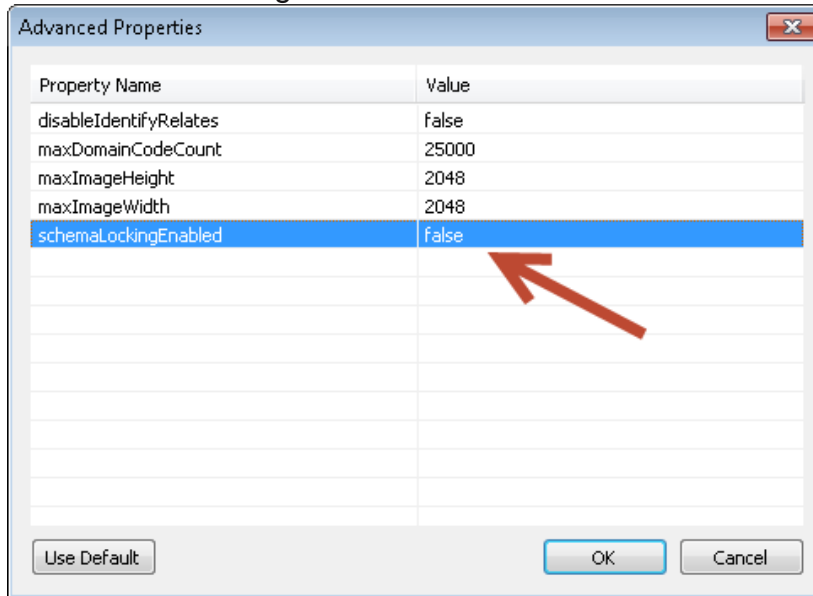 Advanced Properties
Property Name Value
disableIdentifyRelates false
maxDomainCodeCount 25000
maxImageHeight 2048
maxImageWidth 2048
schemaLockingEnabled false
Use Default OK Cancel